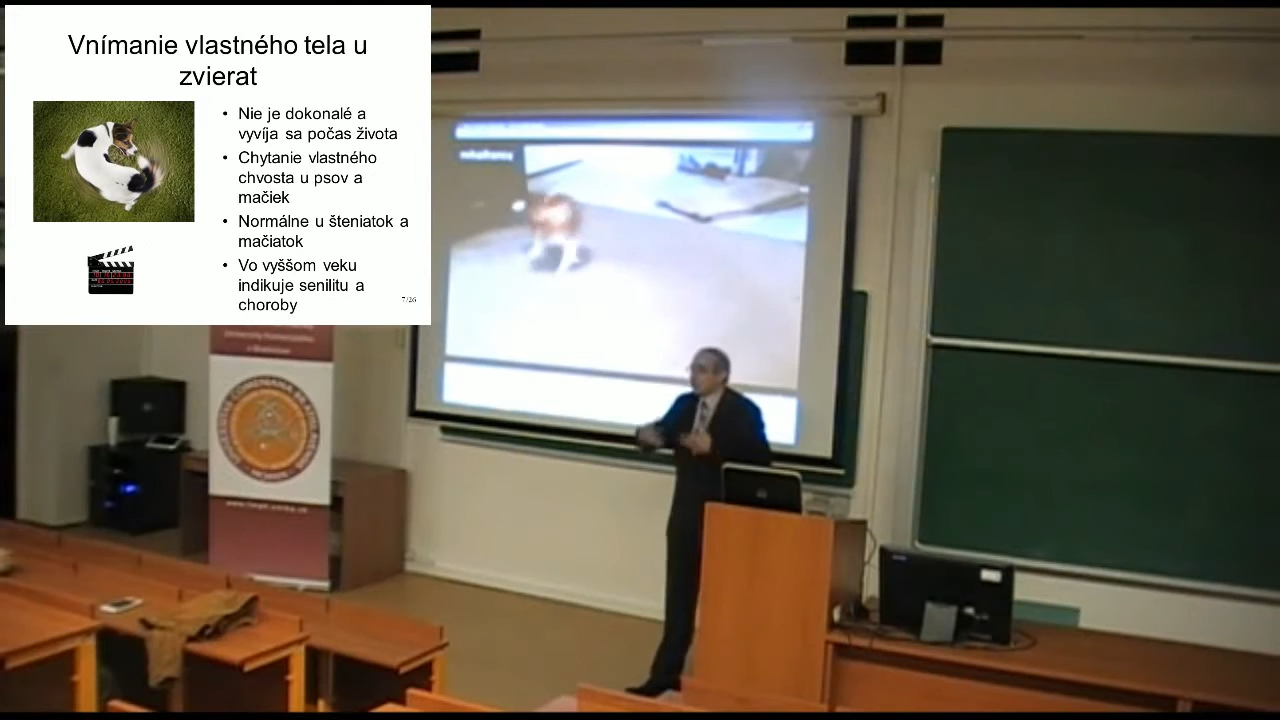 Vnímanie vlastného tela u
zvierat
• Nie je dokonalé a
vyvíja sa počas života
• Chytanie vlastného
chvosta u psov a
mačiek
• Normálne u šteniatok a
mačiatok
• Vo vyššom veku
indikuje senilitu a
choroby
7/26